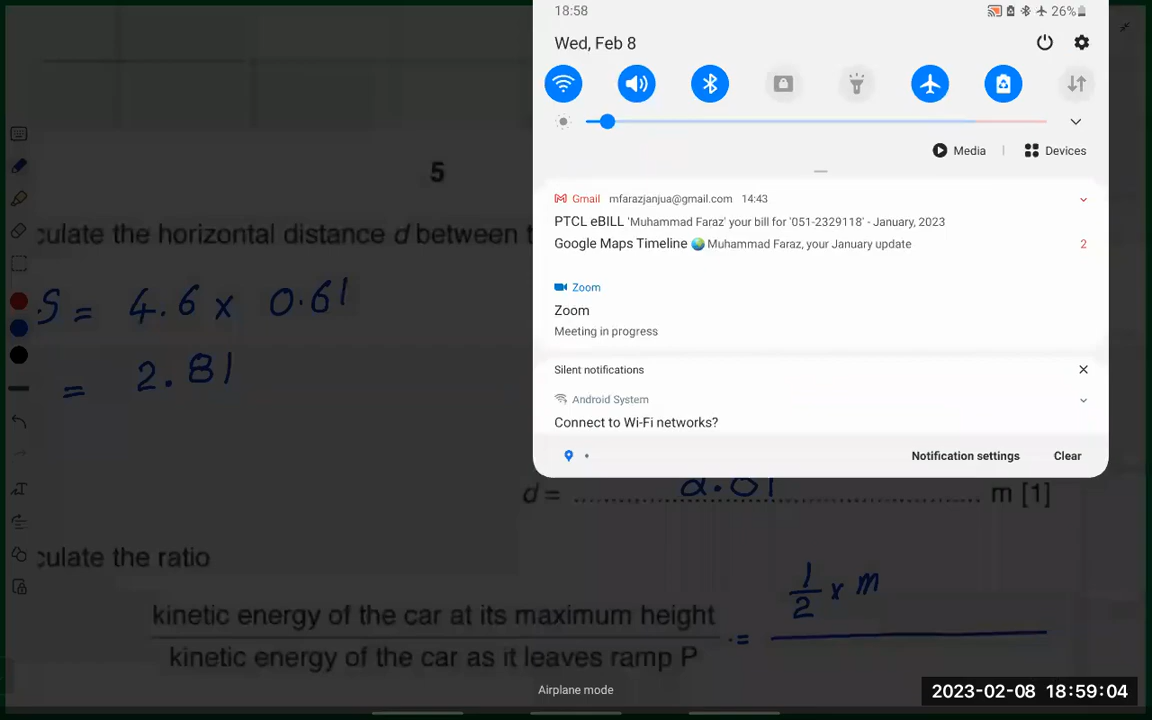 18:58
26%
Wed, Feb 8
Media | Devices
Gmail mfarazjanjua@gmail.com 14:43
PTCL eBILL 'Muhammad Faraz' your bill for '051-2329118' - January, 2023
Google Maps Timeline 🌏 Muhammad Faraz, your January update 2
Zoom
Zoom
Meeting in progress
Silent notifications
Android System
Connect to Wi-Fi networks?
Notification settings Clear
5
culate the horizontal distance d between t
.S = 4.6 x 0.61
= 2.81
d = 2.81 m [1]
culate the ratio
kinetic energy of the car at its maximum height
kinetic energy of the car as it leaves ramp P
= 1/2 x m
Airplane mode
2023-02-08 18:59:04